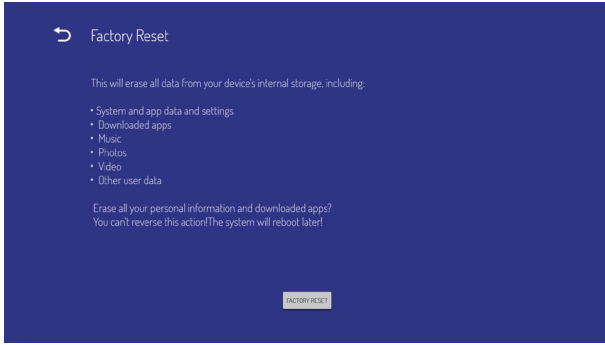 Factory Reset
This will erase all data from your device's internal storage, including:
• System and app data and settings
• Downloaded apps
• Music
• Photos
• Video
• Other user data
Erase all your personal information and downloaded apps?
You can't reverse this action!The system will reboot later!
FACTORY RESET